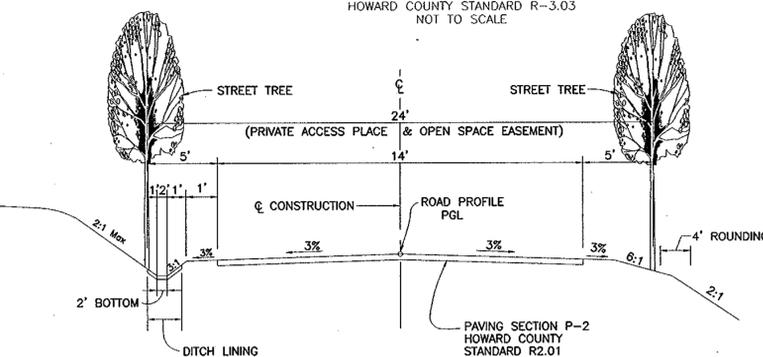 HOWARD COUNTY STANDARD R-3.03
NOT TO SCALE
STREET TREE
℄
STREET TREE
24'
(PRIVATE ACCESS PLACE & OPEN SPACE EASEMENT)
5'
14'
5'
1' 2' 1' 1'
℄ CONSTRUCTION
ROAD PROFILE
PGL
2:1 Max
3:1
3%
3%
3%
3%
6:1
4' ROUNDING
2:1
2' BOTTOM
DITCH LINING
PAVING SECTION P-2
HOWARD COUNTY
STANDARD R2.01